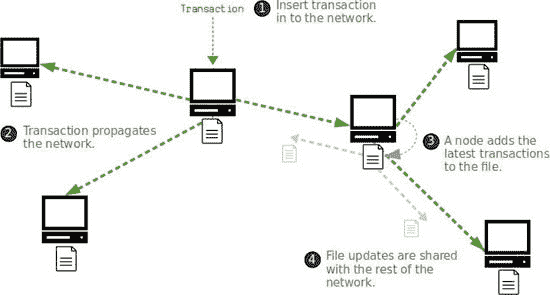 Transaction
1 Insert transaction
in to the network.
2 Transaction propagates
the network.
3 A node adds the
latest transactions
to the file.
4 File updates are shared
with the rest of the
network.